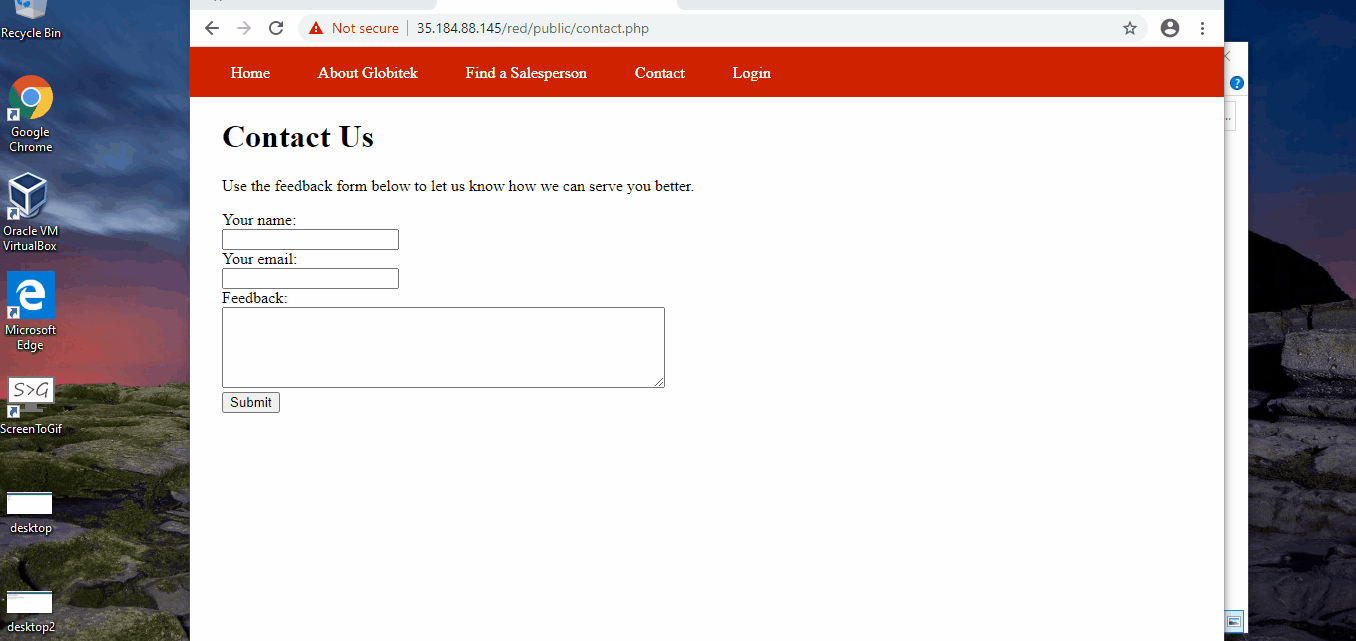 Recycle Bin
Google
Chrome
Oracle VM
VirtualBox
Microsoft
Edge
S>G
ScreenToGif
desktop
desktop2
Not secure 35.184.88.145/red/public/contact.php
Home About Globitek Find a Salesperson Contact Login
Contact Us
Use the feedback form below to let us know how we can serve you better.
Your name:
Your email:
Feedback:
Submit
?
..